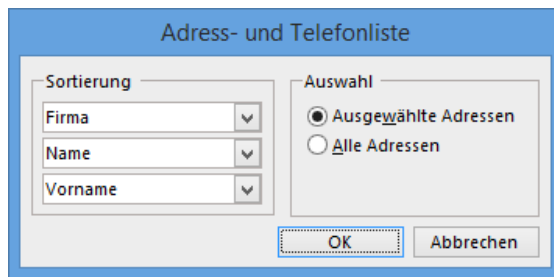 Adress- und Telefonliste
Sortierung
Firma
Name
Vorname
Auswahl
Ausgewählte Adressen
Alle Adressen
OK
Abbrechen